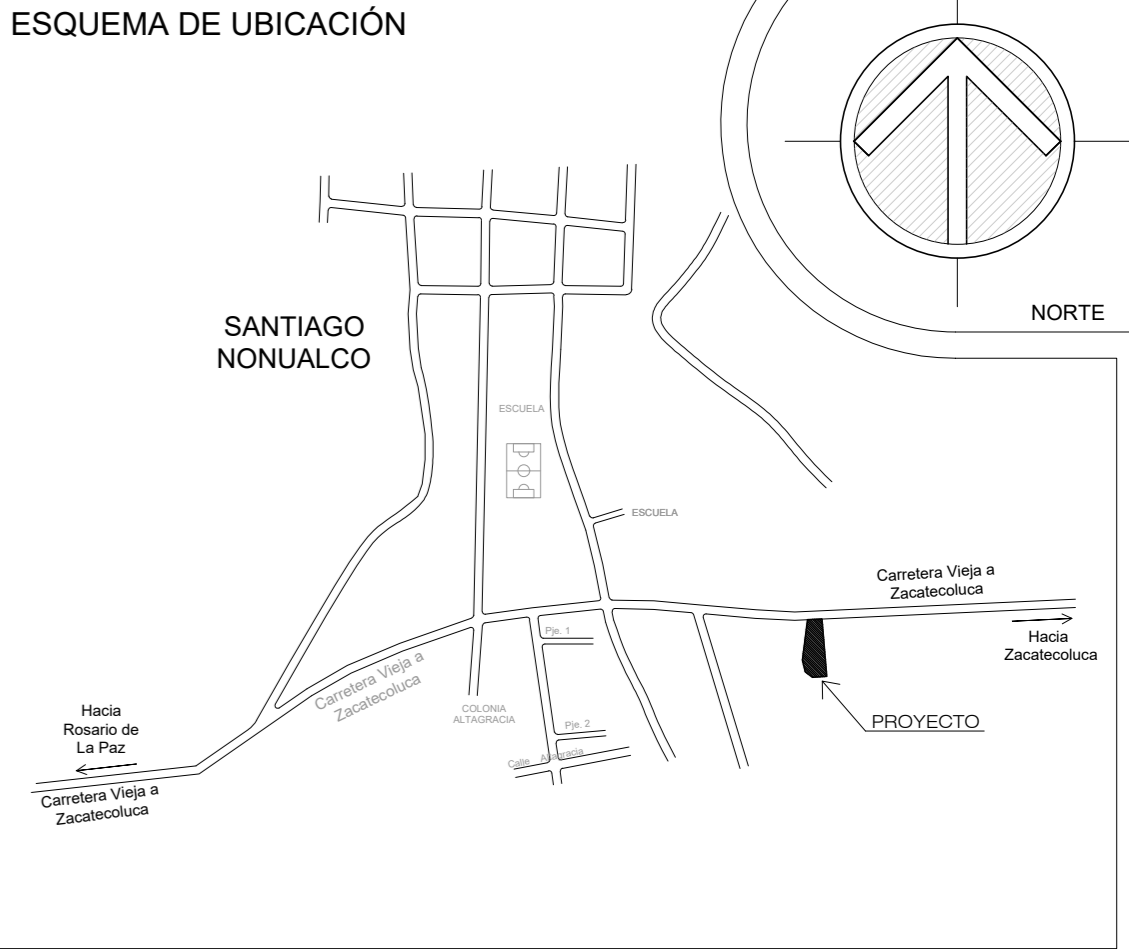 ESQUEMA DE UBICACIÓN
NORTE
SANTIAGO
NONUALCO
ESCUELA
ESCUELA
Carretera Vieja a
Zacatecoluca
Hacia
Zacatecoluca
Pje. 1
Carretera Vieja a
Zacatecoluca
COLONIA
ALTAGRACIA
Pje. 2
PROYECTO
Calle Altagracia
Hacia
Rosario de
La Paz
Carretera Vieja a
Zacatecoluca